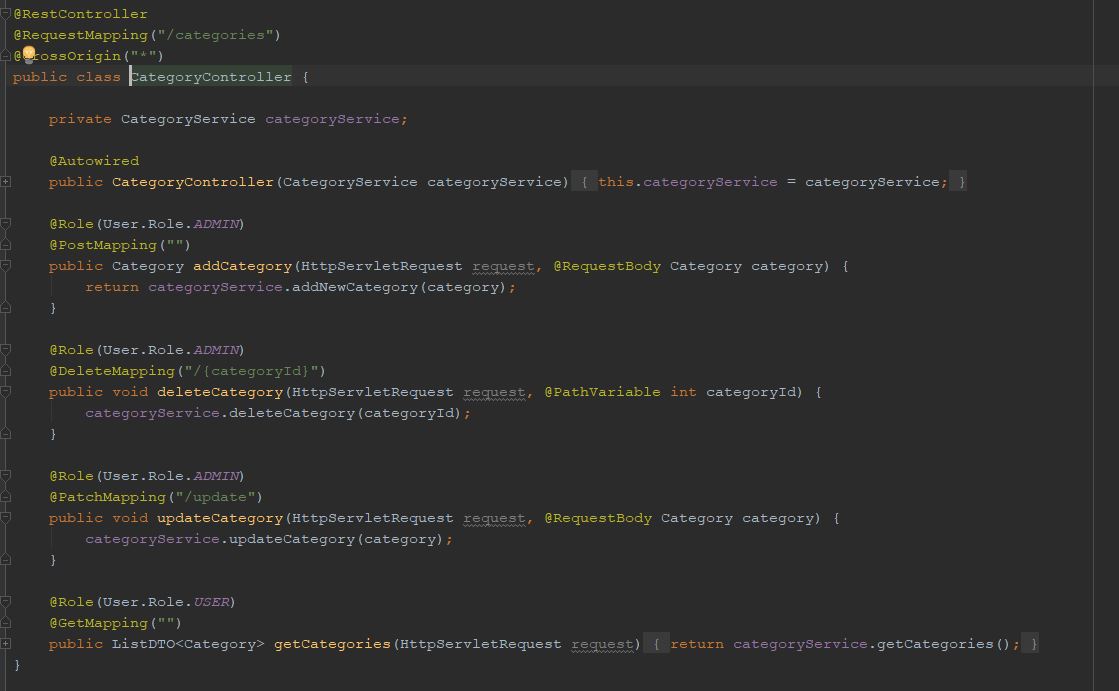 @RestController
@RequestMapping("/categories")
@CrossOrigin("*")
public class CategoryController {
private CategoryService categoryService;
@Autowired
public CategoryController(CategoryService categoryService) { this.categoryService = categoryService; }
@Role(User.Role.ADMIN)
@PostMapping("")
public Category addCategory(HttpServletRequest request, @RequestBody Category category) {
return categoryService.addNewCategory(category);
}
@Role(User.Role.ADMIN)
@DeleteMapping("/{categoryId}")
public void deleteCategory(HttpServletRequest request, @PathVariable int categoryId) {
categoryService.deleteCategory(categoryId);
}
@Role(User.Role.ADMIN)
@PatchMapping("/update")
public void updateCategory(HttpServletRequest request, @RequestBody Category category) {
categoryService.updateCategory(category);
}
@Role(User.Role.USER)
@GetMapping("")
public ListDTO<Category> getCategories(HttpServletRequest request) { return categoryService.getCategories(); }
}